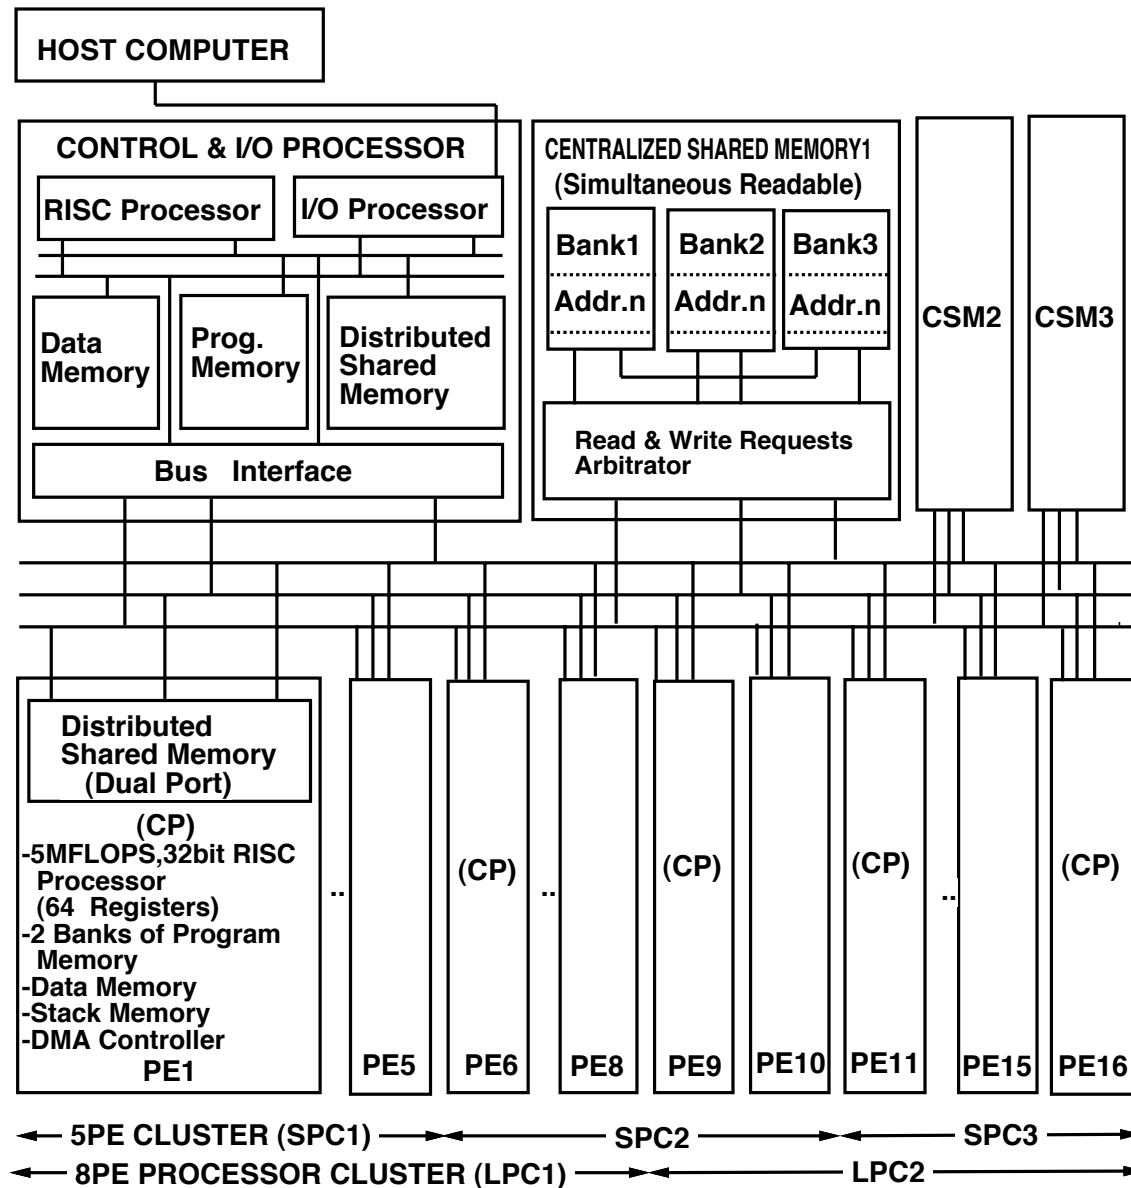 HOST COMPUTER
CONTROL & I/O PROCESSOR
RISC Processor
I/O Processor
Data
Memory
Prog.
Memory
Distributed
Shared
Memory
Bus Interface
CENTRALIZED SHARED MEMORY1
(Simultaneous Readable)
Bank1
Addr.n
Bank2
Addr.n
Bank3
Addr.n
Read & Write Requests
Arbitrator
CSM2
CSM3
Distributed
Shared Memory
(Dual Port)
(CP)
-5MFLOPS,32bit RISC
Processor
(64 Registers)
-2 Banks of Program
Memory
-Data Memory
-Stack Memory
-DMA Controller
PE1
..
PE5
(CP)
PE6
..
PE8
(CP)
PE9
PE10
(CP)
PE11
..
PE15
(CP)
PE16
5PE CLUSTER (SPC1)
SPC2
SPC3
8PE PROCESSOR CLUSTER (LPC1)
LPC2